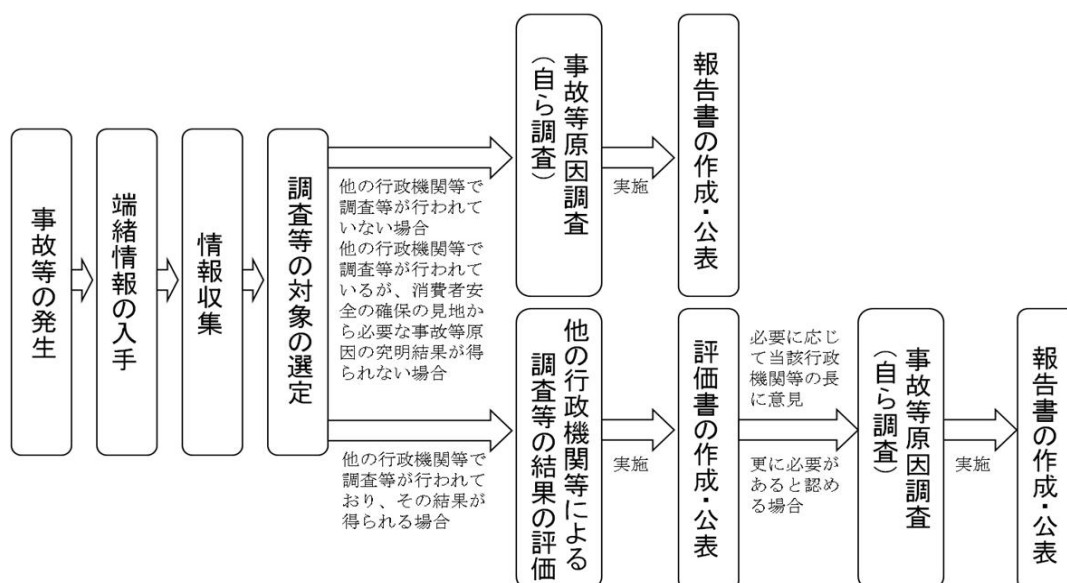 事故等の発生
端緒情報の入手
情報収集
調査等の対象の選定
他の行政機関等で
調査等が行われて
いない場合
他の行政機関等で
調査等が行われて
いるが、消費者安
全の確保の見地か
ら必要な事故等原
因の究明結果が得
られない場合
事故等原因調査
（自ら調査）
実施
報告書の作成・公表
他の行政機関等で
調査等が行われて
おり、その結果が
得られる場合
他の行政機関等による
調査等の結果の評価
実施
評価書の作成・公表
必要に応じ
て当該行政
機関等の長
に意見
更に必要が
あると認め
る場合
事故等原因調査
（自ら調査）
実施
報告書の作成・公表